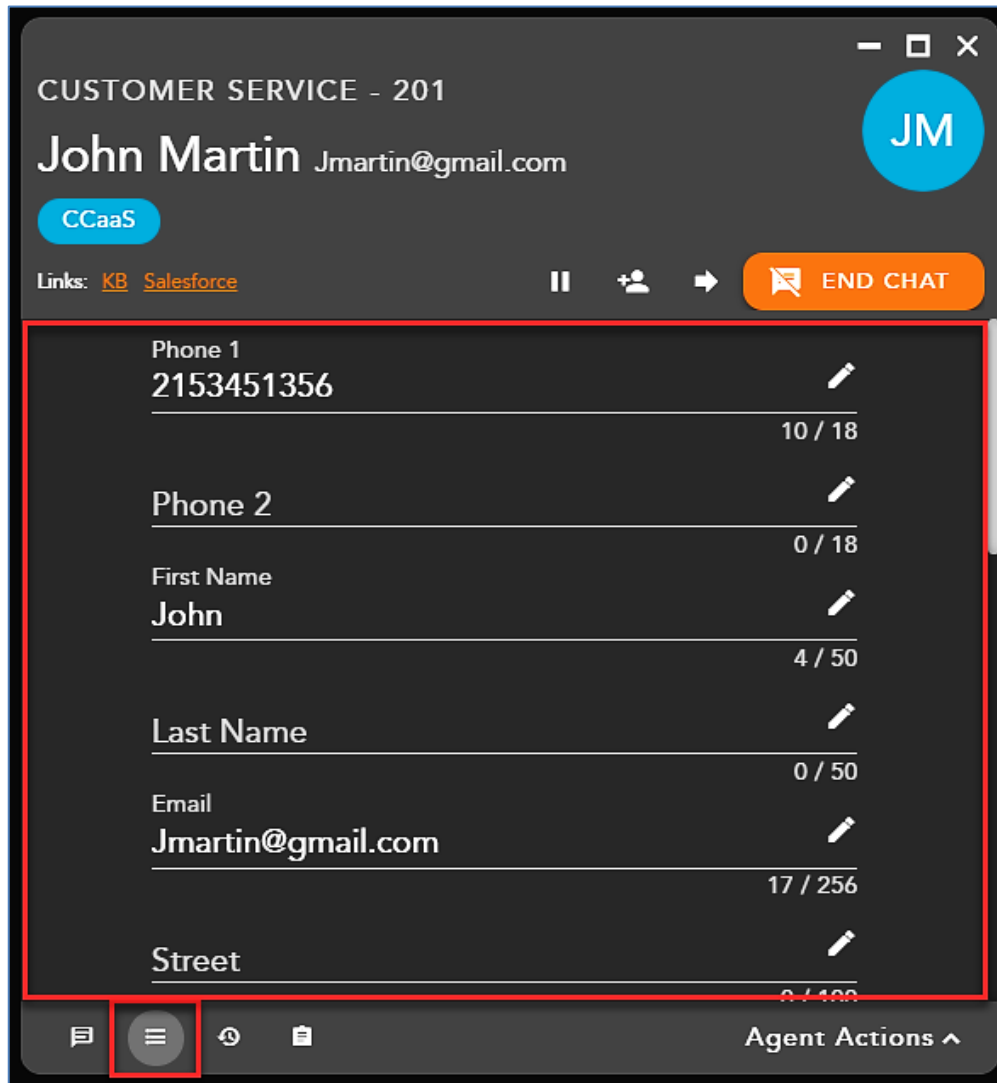 CUSTOMER SERVICE - 201
JM
John Martin Jmartin@gmail.com
CCaaS
Links: KB Salesforce
END CHAT
Phone 1
2153451356
10 / 18
Phone 2
0 / 18
First Name
John
4 / 50
Last Name
0 / 50
Email
Jmartin@gmail.com
17 / 256
Street
0 / 100
Agent Actions